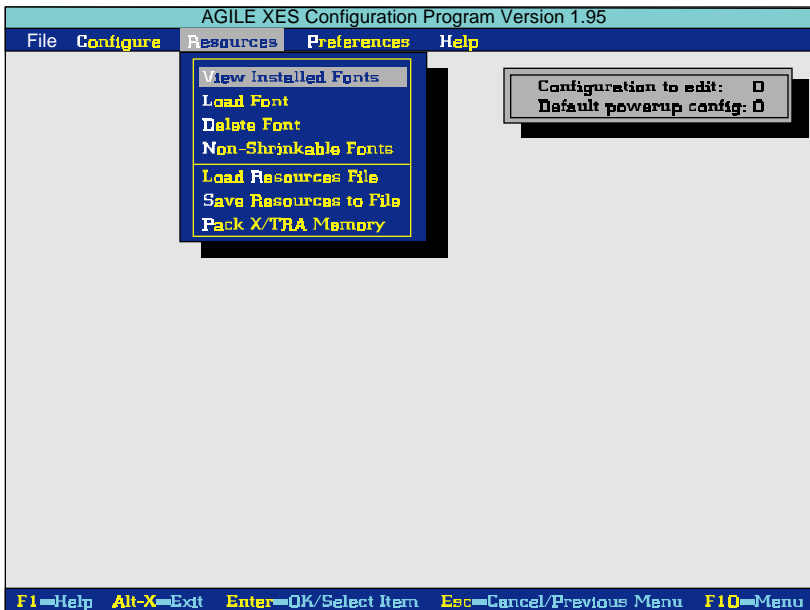 AGILE XES Configuration Program Version 1.95
File Configure Resources Preferences Help
View Installed Fonts
Load Font
Delete Font
Non-Shrinkable Fonts
Load Resources File
Save Resources to File
Pack X/TRA Memory
Configuration to edit: 0
Default powerup config: 0
F1=Help Alt-X=Exit Enter=OK/Select Item Esc=Cancel/Previous Menu F10=Menu